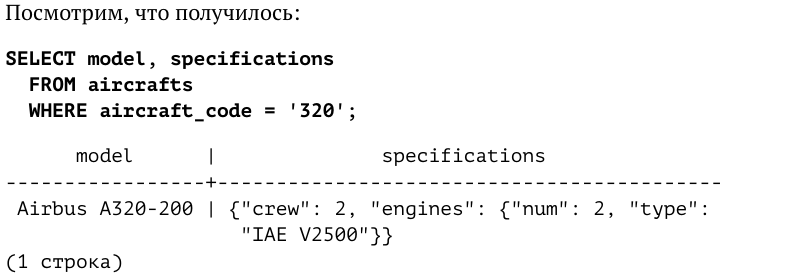 Посмотрим, что получилось:
SELECT model, specifications
  FROM aircrafts
  WHERE aircraft_code = '320';
      model      |              specifications
-----------------+-------------------------------------------
 Airbus A320-200 | {"crew": 2, "engines": {"num": 2, "type":
                    "IAE V2500"}}
(1 строка)